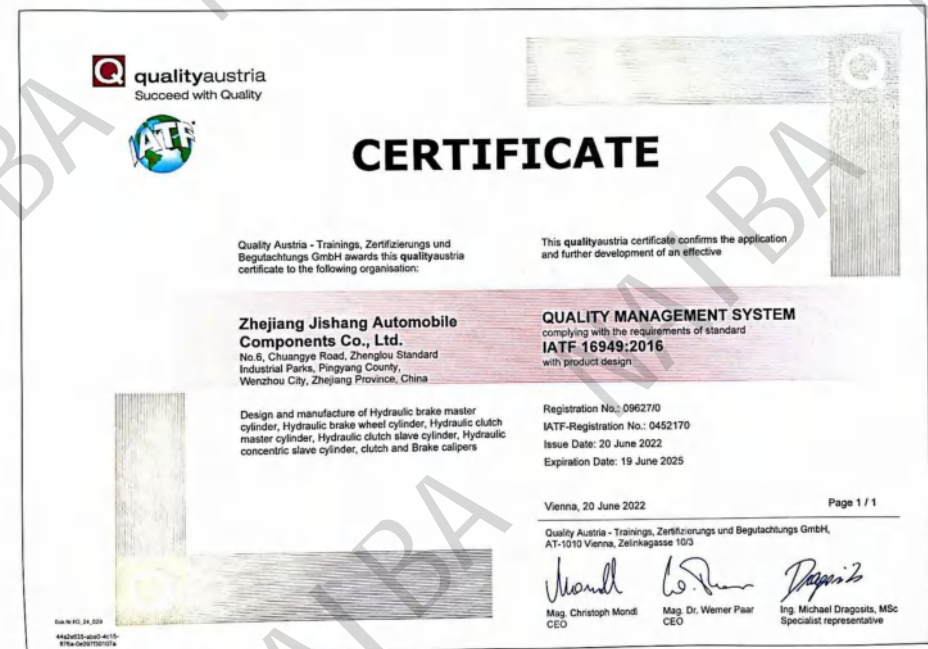 qualityaustria
Succeed with Quality
IATF
CERTIFICATE
Quality Austria - Trainings, Zertifizierungs und
Begutachtungs GmbH awards this qualityaustria
certificate to the following organisation:
This qualityaustria certificate confirms the application
and further development of an effective
Zhejiang Jishang Automobile
Components Co., Ltd.
No.6, Chuangye Road, Zhenglou Standard
Industrial Parks, Pingyang County,
Wenzhou City, Zhejiang Province, China
QUALITY MANAGEMENT SYSTEM
complying with the requirements of standard
IATF 16949:2016
with product design
Design and manufacture of Hydraulic brake master
cylinder, Hydraulic brake wheel cylinder, Hydraulic clutch
master cylinder, Hydraulic clutch slave cylinder, Hydraulic
concentric slave cylinder, clutch and Brake calipers
Registration No.: 09627/0
IATF-Registration No.: 0452170
Issue Date: 20 June 2022
Expiration Date: 19 June 2025
Vienna, 20 June 2022
Page 1 / 1
Quality Austria - Trainings, Zertifizierungs und Begutachtungs GmbH,
AT-1010 Vienna, Zelinkagasse 10/3
Mag. Christoph Mondl
CEO
Mag. Dr. Werner Paar
CEO
Ing. Michael Dragosits, MSc
Specialist representative
NAITBA